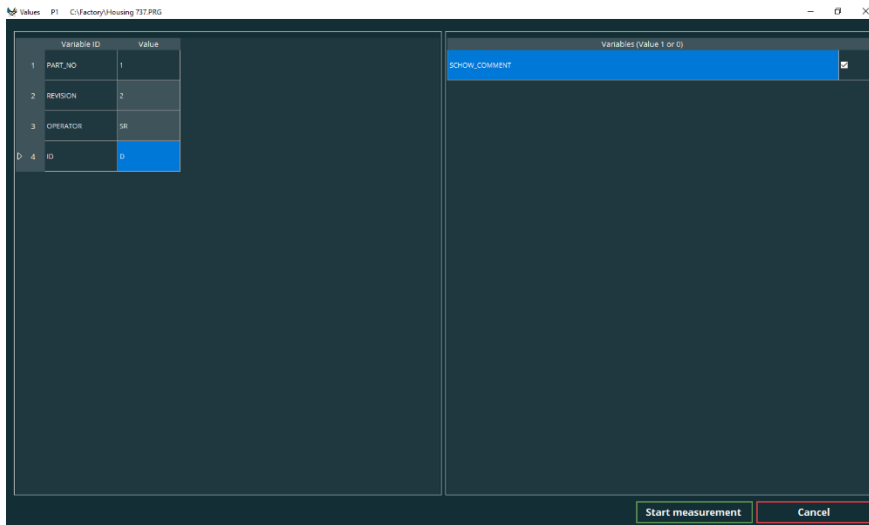 Values P1 C:\Factory\Housing 737.PRG
Variable ID Value
1 PART_NO 1
2 REVISION 2
3 OPERATOR SR
4 ID D
Variables (Value 1 or 0)
SCHOW_COMMENT
Start measurement Cancel